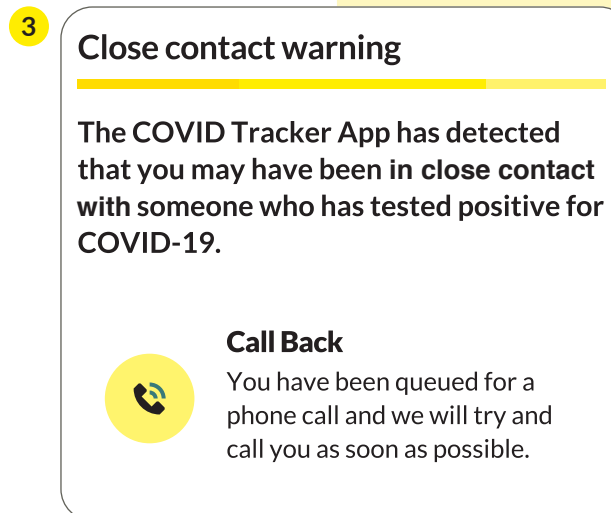 3
Close contact warning
The COVID Tracker App has detected
that you may have been in close contact
with someone who has tested positive for
COVID-19.
Call Back
You have been queued for a
phone call and we will try and
call you as soon as possible.